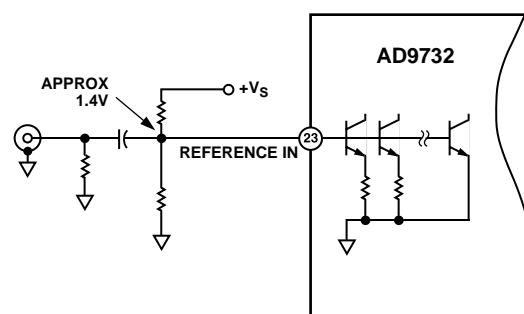 AD9732
APPROX
1.4V
+VS
REFERENCE IN
23